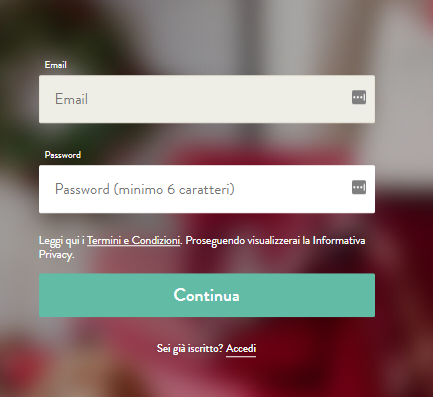 Email
Email
Password
Password (minimo 6 caratteri)
Leggi qui i Termini e Condizioni. Proseguendo visualizzerai la Informativa
Privacy.
Continua
Sei già iscritto? Accedi